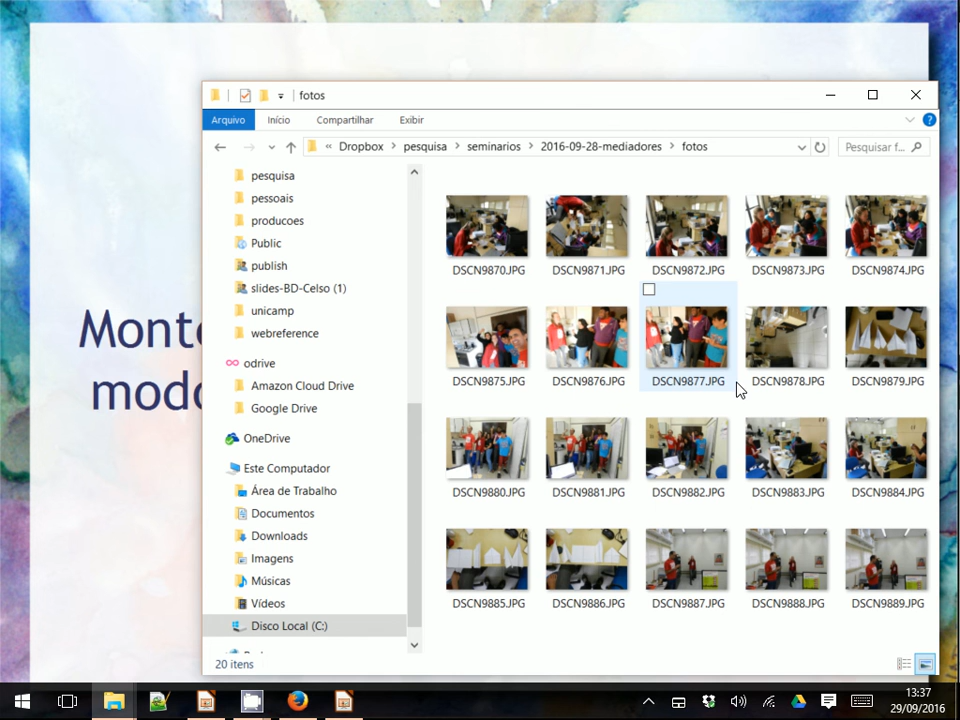 fotos
Arquivo Início Compartilhar Exibir
« Dropbox > pesquisa > seminarios > 2016-09-28-mediadores > fotos
Pesquisar f...
pesquisa
pessoais
producoes
Public
publish
slides-BD-Celso (1)
unicamp
webreference
odrive
Amazon Cloud Drive
Google Drive
OneDrive
Este Computador
Área de Trabalho
Documentos
Downloads
Imagens
Músicas
Vídeos
Disco Local (C:)
DSCN9870.JPG DSCN9871.JPG DSCN9872.JPG DSCN9873.JPG DSCN9874.JPG
DSCN9875.JPG DSCN9876.JPG DSCN9877.JPG DSCN9878.JPG DSCN9879.JPG
DSCN9880.JPG DSCN9881.JPG DSCN9882.JPG DSCN9883.JPG DSCN9884.JPG
DSCN9885.JPG DSCN9886.JPG DSCN9887.JPG DSCN9888.JPG DSCN9889.JPG
20 itens
13:37
29/09/2016